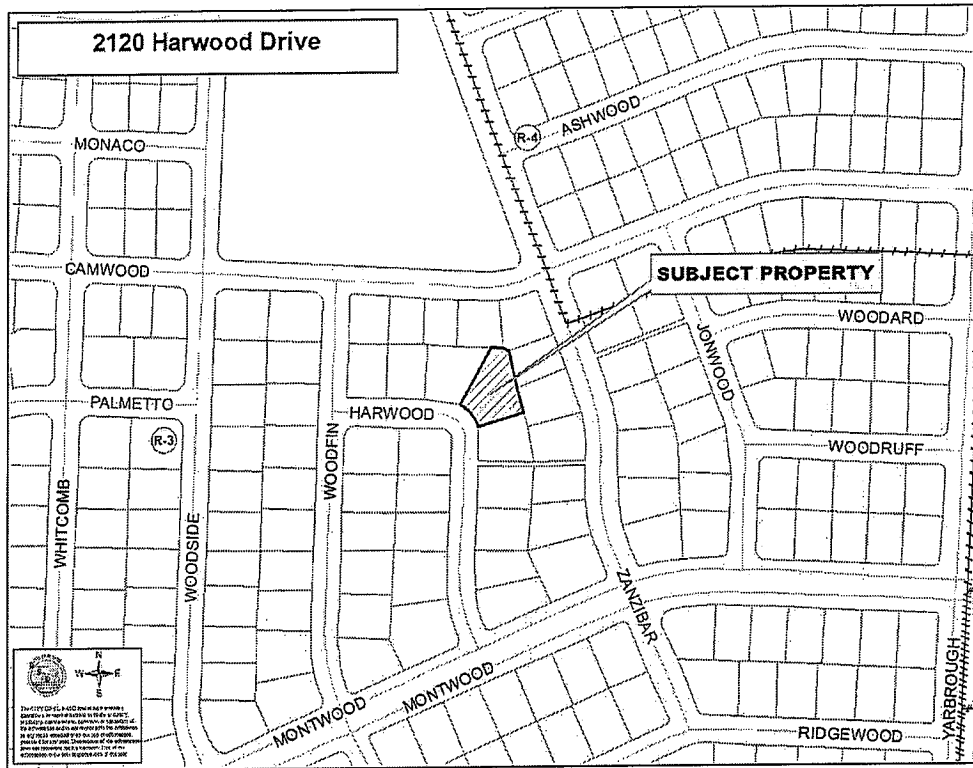 2120 Harwood Drive
MONACO
R-4
ASHWOOD
CAMWOOD
SUBJECT PROPERTY
WOODARD
JONWOOD
PALMETTO
HARWOOD
R-3
WOODFIN
WOODRUFF
WHITCOMB
WOODSIDE
ZANZIBAR
MONTWOOD
MONTWOOD
YARBROUGH
RIDGEWOOD
N
W E
S